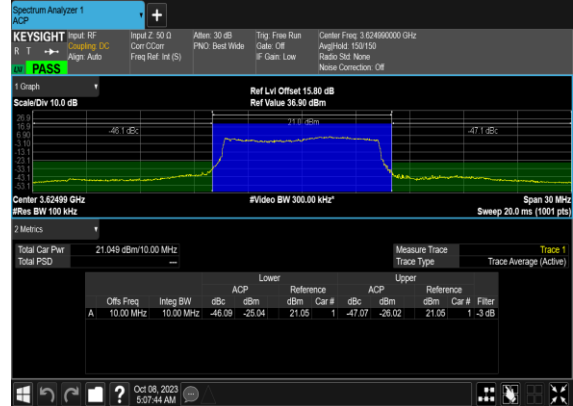 Spectrum Analyzer 1
ACP
KEYSIGHT Input: RF Input Z: 50 Ω Atten: 30 dB Trig: Free Run Center Freq: 3.624990000 GHz
R T Coupling: DC Corr CCorr PNO: Best Wide Gate: Off Avg|Hold: 150/150
Align: Auto Freq Ref: Int (S) IF Gain: Low Radio Std: None
PASS Noise Correction: Off
1 Graph Ref Lvl Offset 15.80 dB
Scale/Div 10.0 dB Ref Value 36.90 dBm
26.9 21.0 dBm
16.9 -46.1 dBc -47.1 dBc
6.90
-3.10
-13.1
-23.1
-33.1
-43.1
-53.1
Center 3.62499 GHz #Video BW 300.00 kHz* Span 30 MHz
#Res BW 100 kHz Sweep 20.0 ms (1001 pts)
2 Metrics
Total Car Pwr 21.049 dBm/10.00 MHz Measure Trace Trace 1
Total PSD --- Trace Type Trace Average (Active)
Lower Upper
ACP Reference ACP Reference
Offs Freq Integ BW dBc dBm dBm Car # dBc dBm dBm Car # Filter
A 10.00 MHz 10.00 MHz -46.09 -25.04 21.05 1 -47.07 -26.02 21.05 1 -3 dB
? Oct 08, 2023
5:07:44 AM